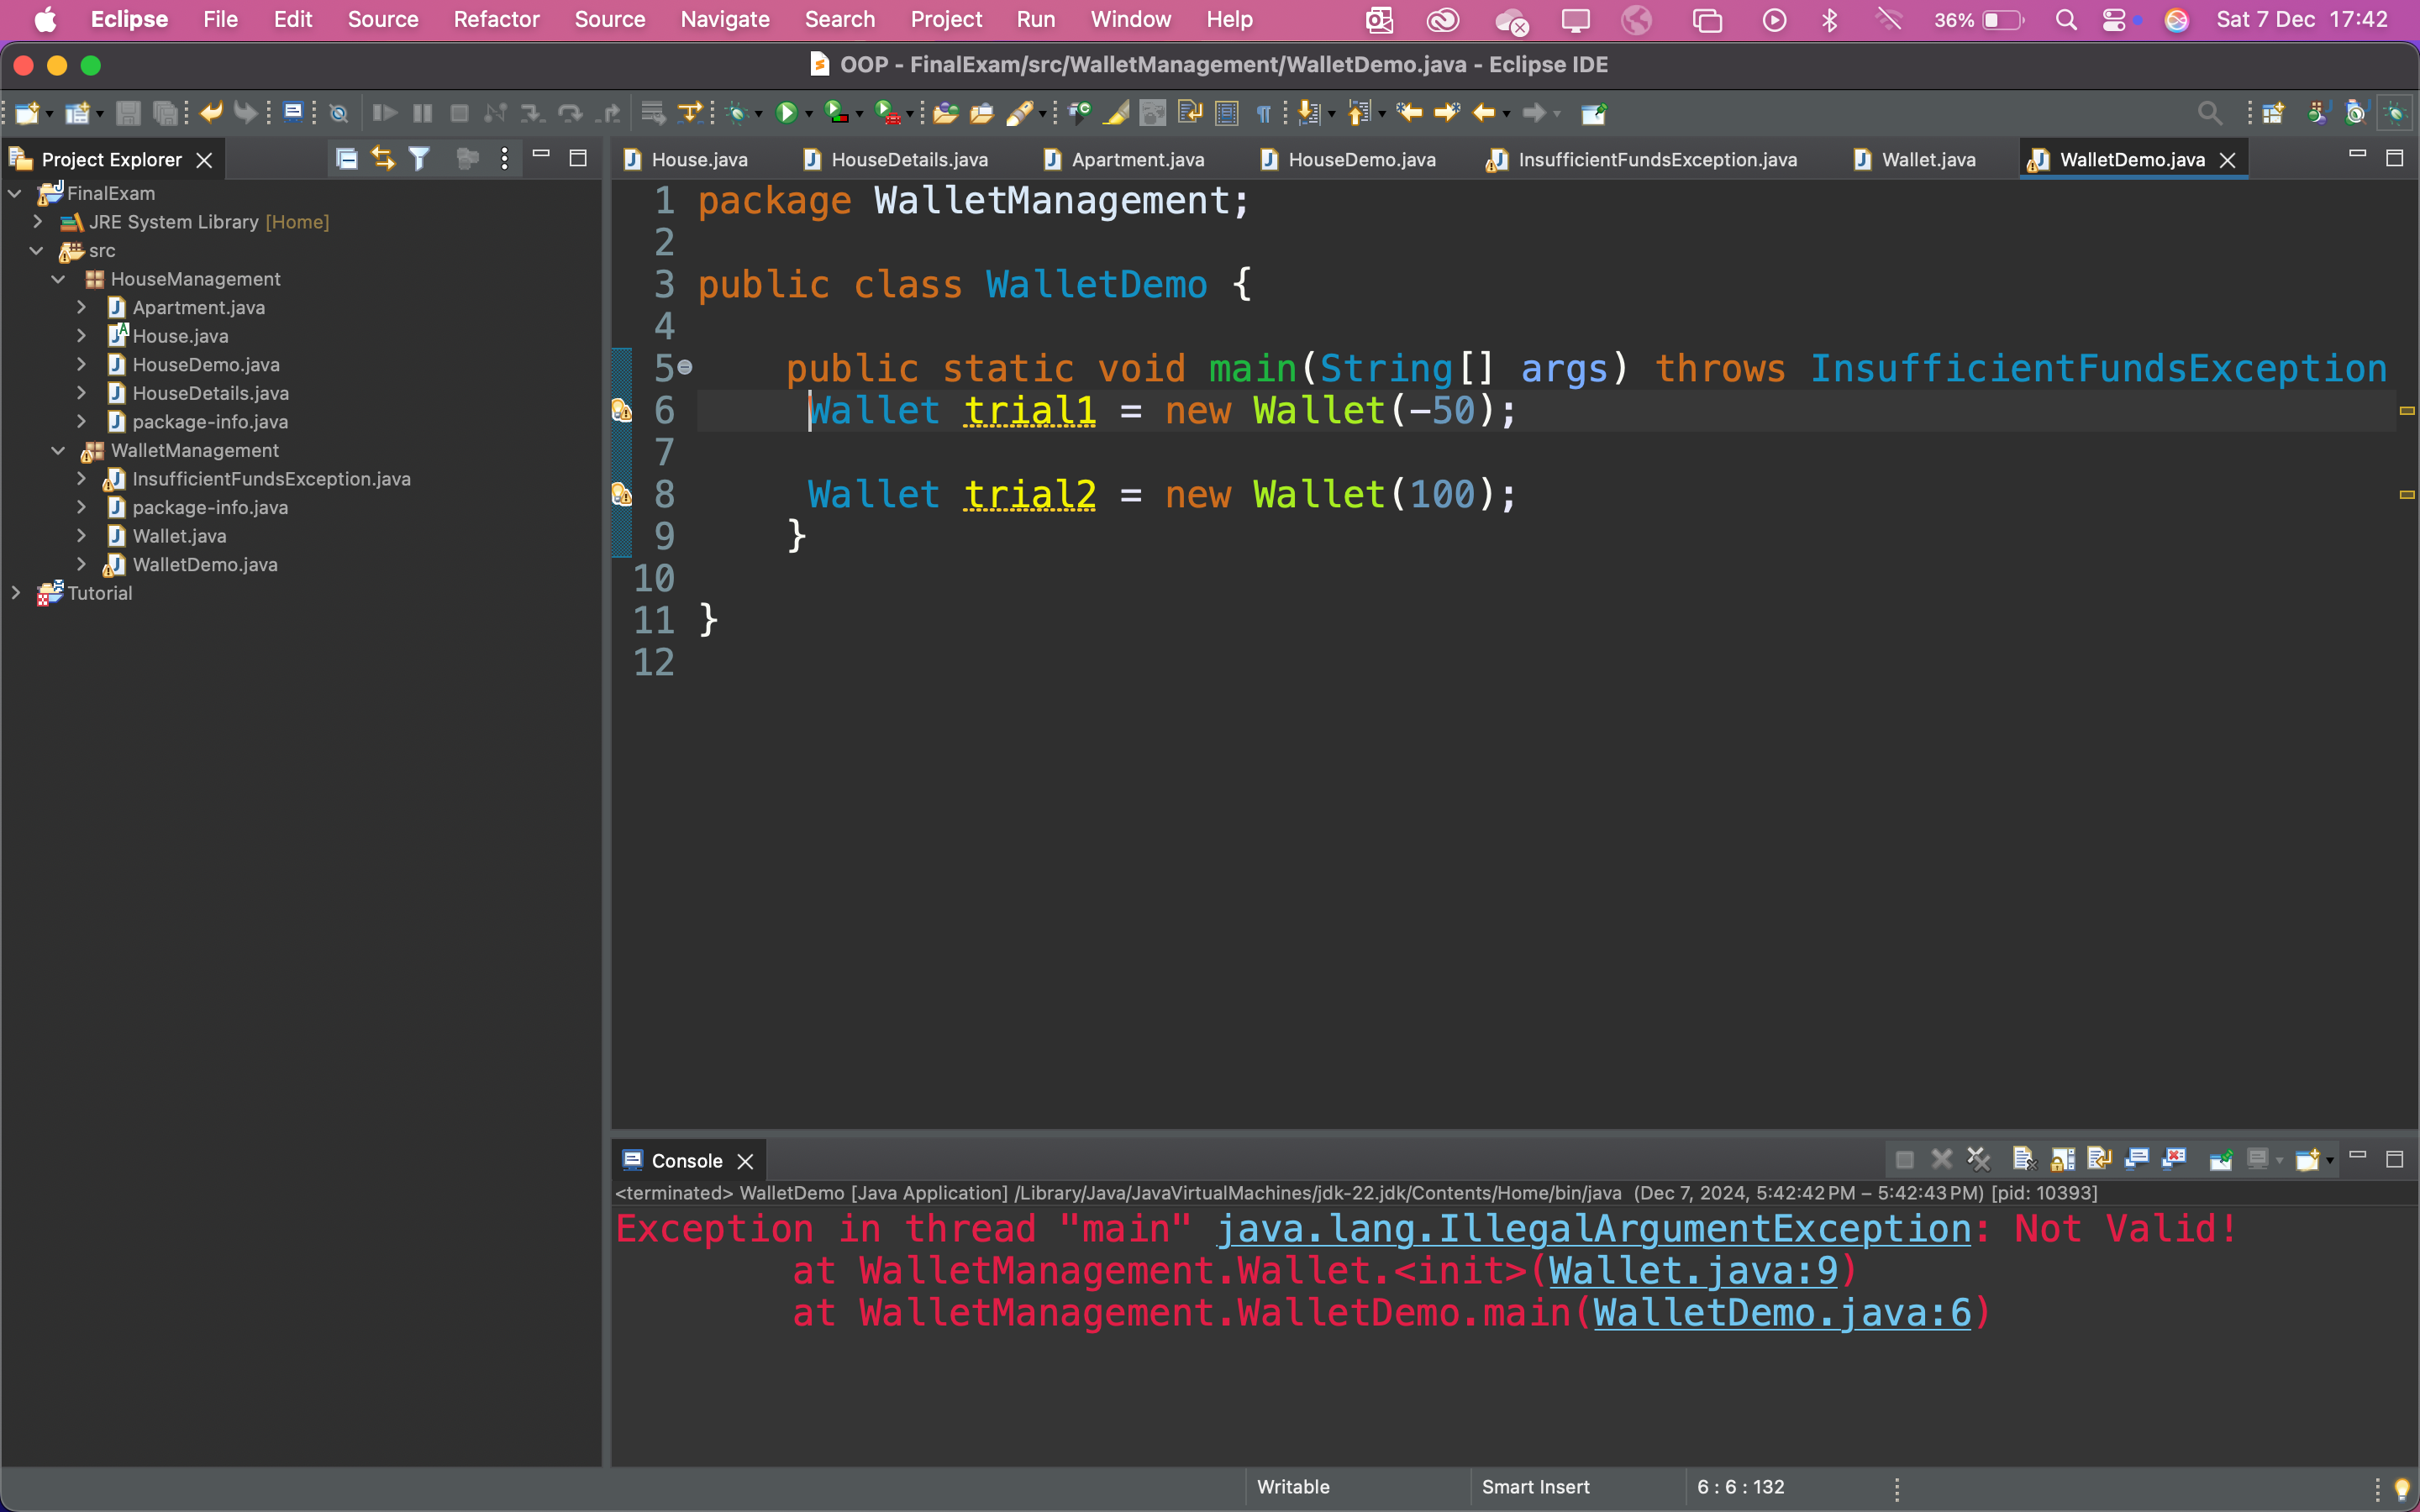 Eclipse File Edit Source Refactor Source Navigate Search Project Run Window Help 36% Sat 7 Dec 17:42
OOP - FinalExam/src/WalletManagement/WalletDemo.java - Eclipse IDE
Project Explorer
FinalExam
JRE System Library [Home]
src
HouseManagement
Apartment.java
House.java
HouseDemo.java
HouseDetails.java
package-info.java
WalletManagement
InsufficientFundsException.java
package-info.java
Wallet.java
WalletDemo.java
Tutorial
House.java HouseDetails.java Apartment.java HouseDemo.java InsufficientFundsException.java Wallet.java WalletDemo.java
1 package WalletManagement;
2
3 public class WalletDemo {
4
5 public static void main(String[] args) throws InsufficientFundsException
6 Wallet trial1 = new Wallet(-50);
7
8 Wallet trial2 = new Wallet(100);
9 }
10
11 }
12
Console
<terminated> WalletDemo [Java Application] /Library/Java/JavaVirtualMachines/jdk-22.jdk/Contents/Home/bin/java (Dec 7, 2024, 5:42:42 PM – 5:42:43 PM) [pid: 10393]
Exception in thread "main" java.lang.IllegalArgumentException: Not Valid!
at WalletManagement.Wallet.<init>(Wallet.java:9)
at WalletManagement.WalletDemo.main(WalletDemo.java:6)
Writable Smart Insert 6 : 6 : 132